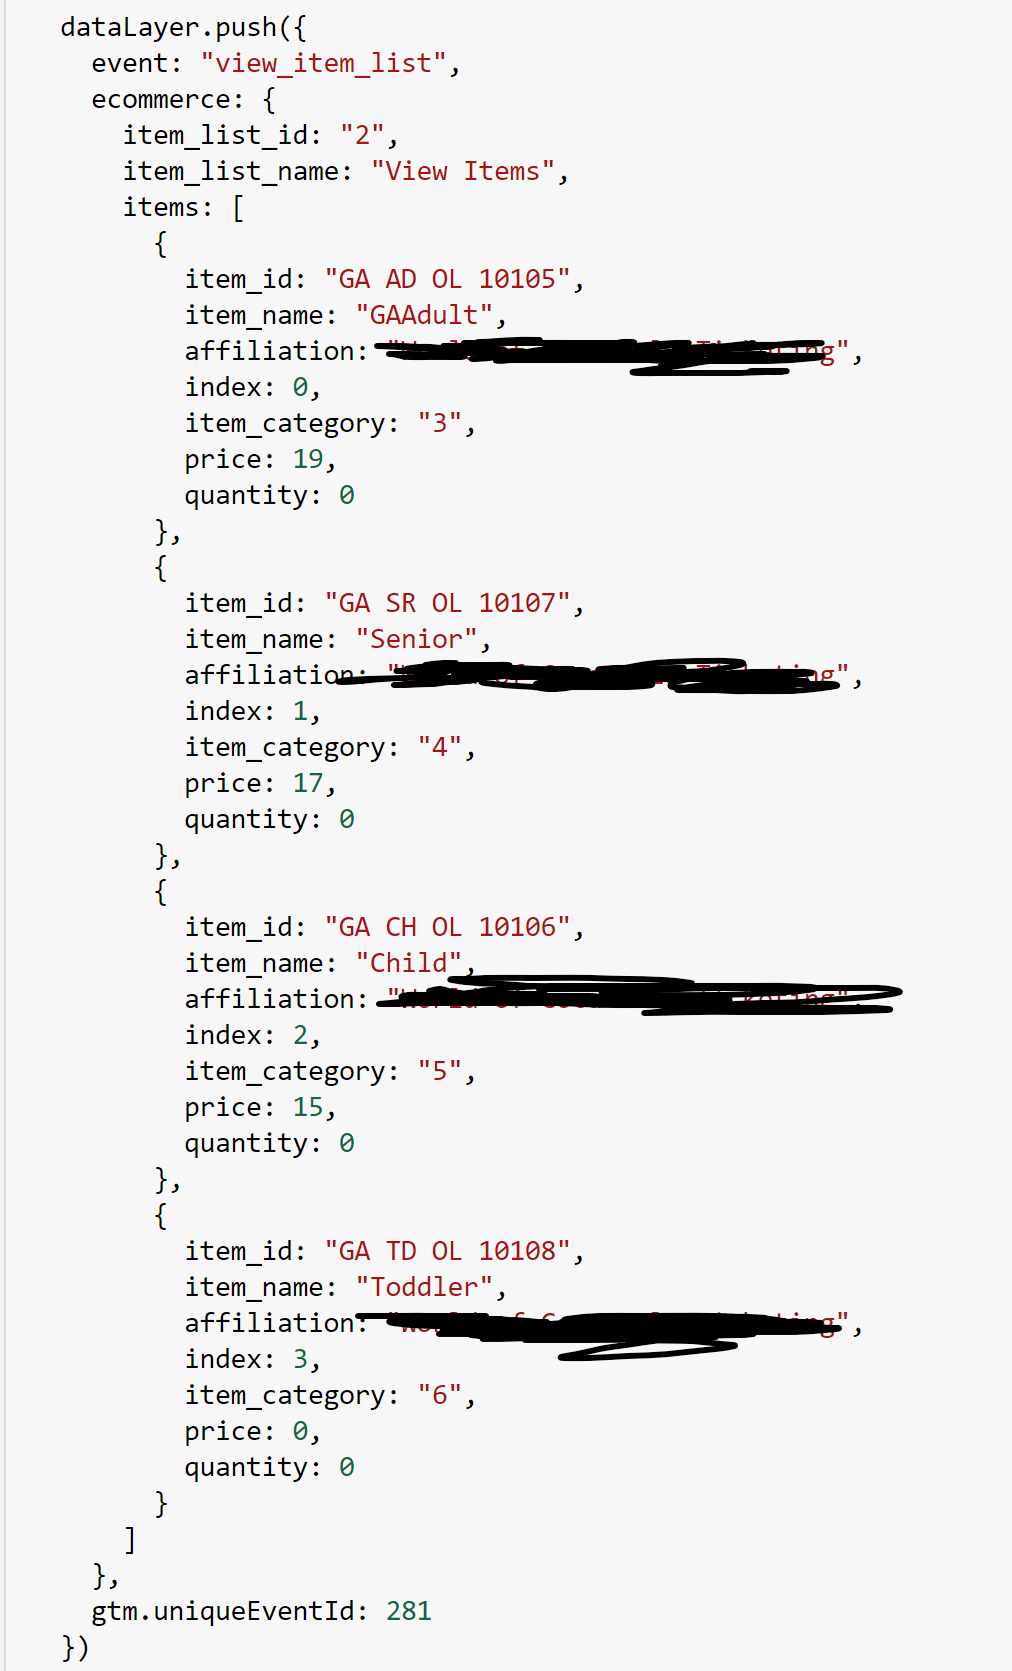 dataLayer.push({
event: "view_item_list",
ecommerce: {
item_list_id: "2",
item_list_name: "View Items",
items: [
{
item_id: "GA AD OL 10105",
item_name: "GAAdult",
affiliation:
index: 0,
item_category: "3",
price: 19,
quantity: 0
},
{
item_id: "GA SR OL 10107",
item_name: "Senior",
affiliation:
index: 1,
item_category: "4",
price: 17,
quantity: 0
},
{
item_id: "GA CH OL 10106",
item_name: "Child",
affiliation:
index: 2,
item_category: "5",
price: 15,
quantity: 0
},
{
item_id: "GA TD OL 10108",
item_name: "Toddler",
affiliation:
index: 3,
item_category: "6",
price: 0,
quantity: 0
}
]
},
gtm.uniqueEventId: 281
})